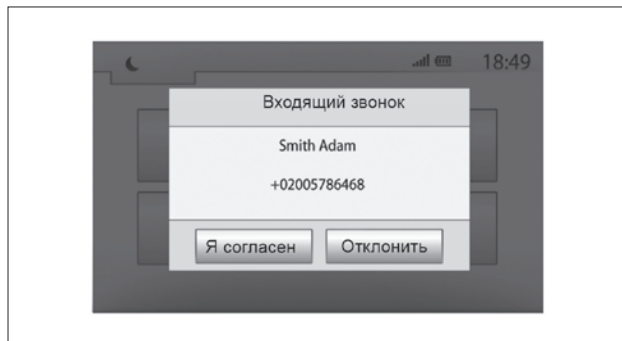 18:49
Входящий звонок
Smith Adam
+02005786468
Я согласен Отклонить